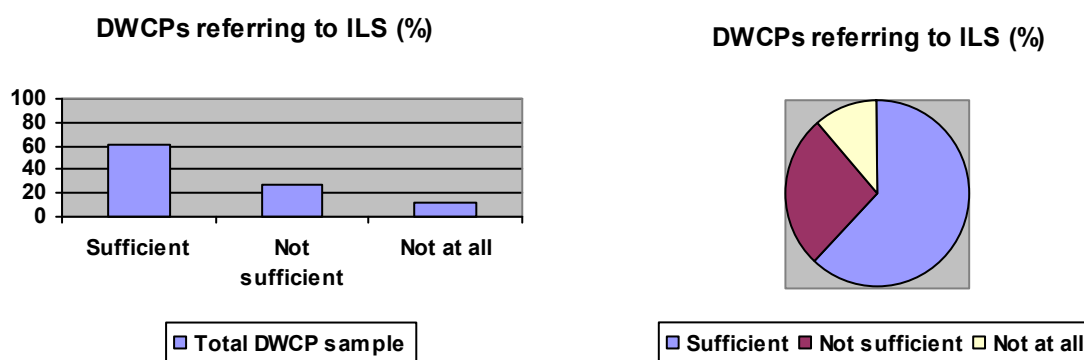 DWCPs referring to ILS (%)
100
80
60
40
20
0
Sufficient
Not
sufficient
Not at all
Total DWCP sample
DWCPs referring to ILS (%)
Sufficient Not sufficient Not at all